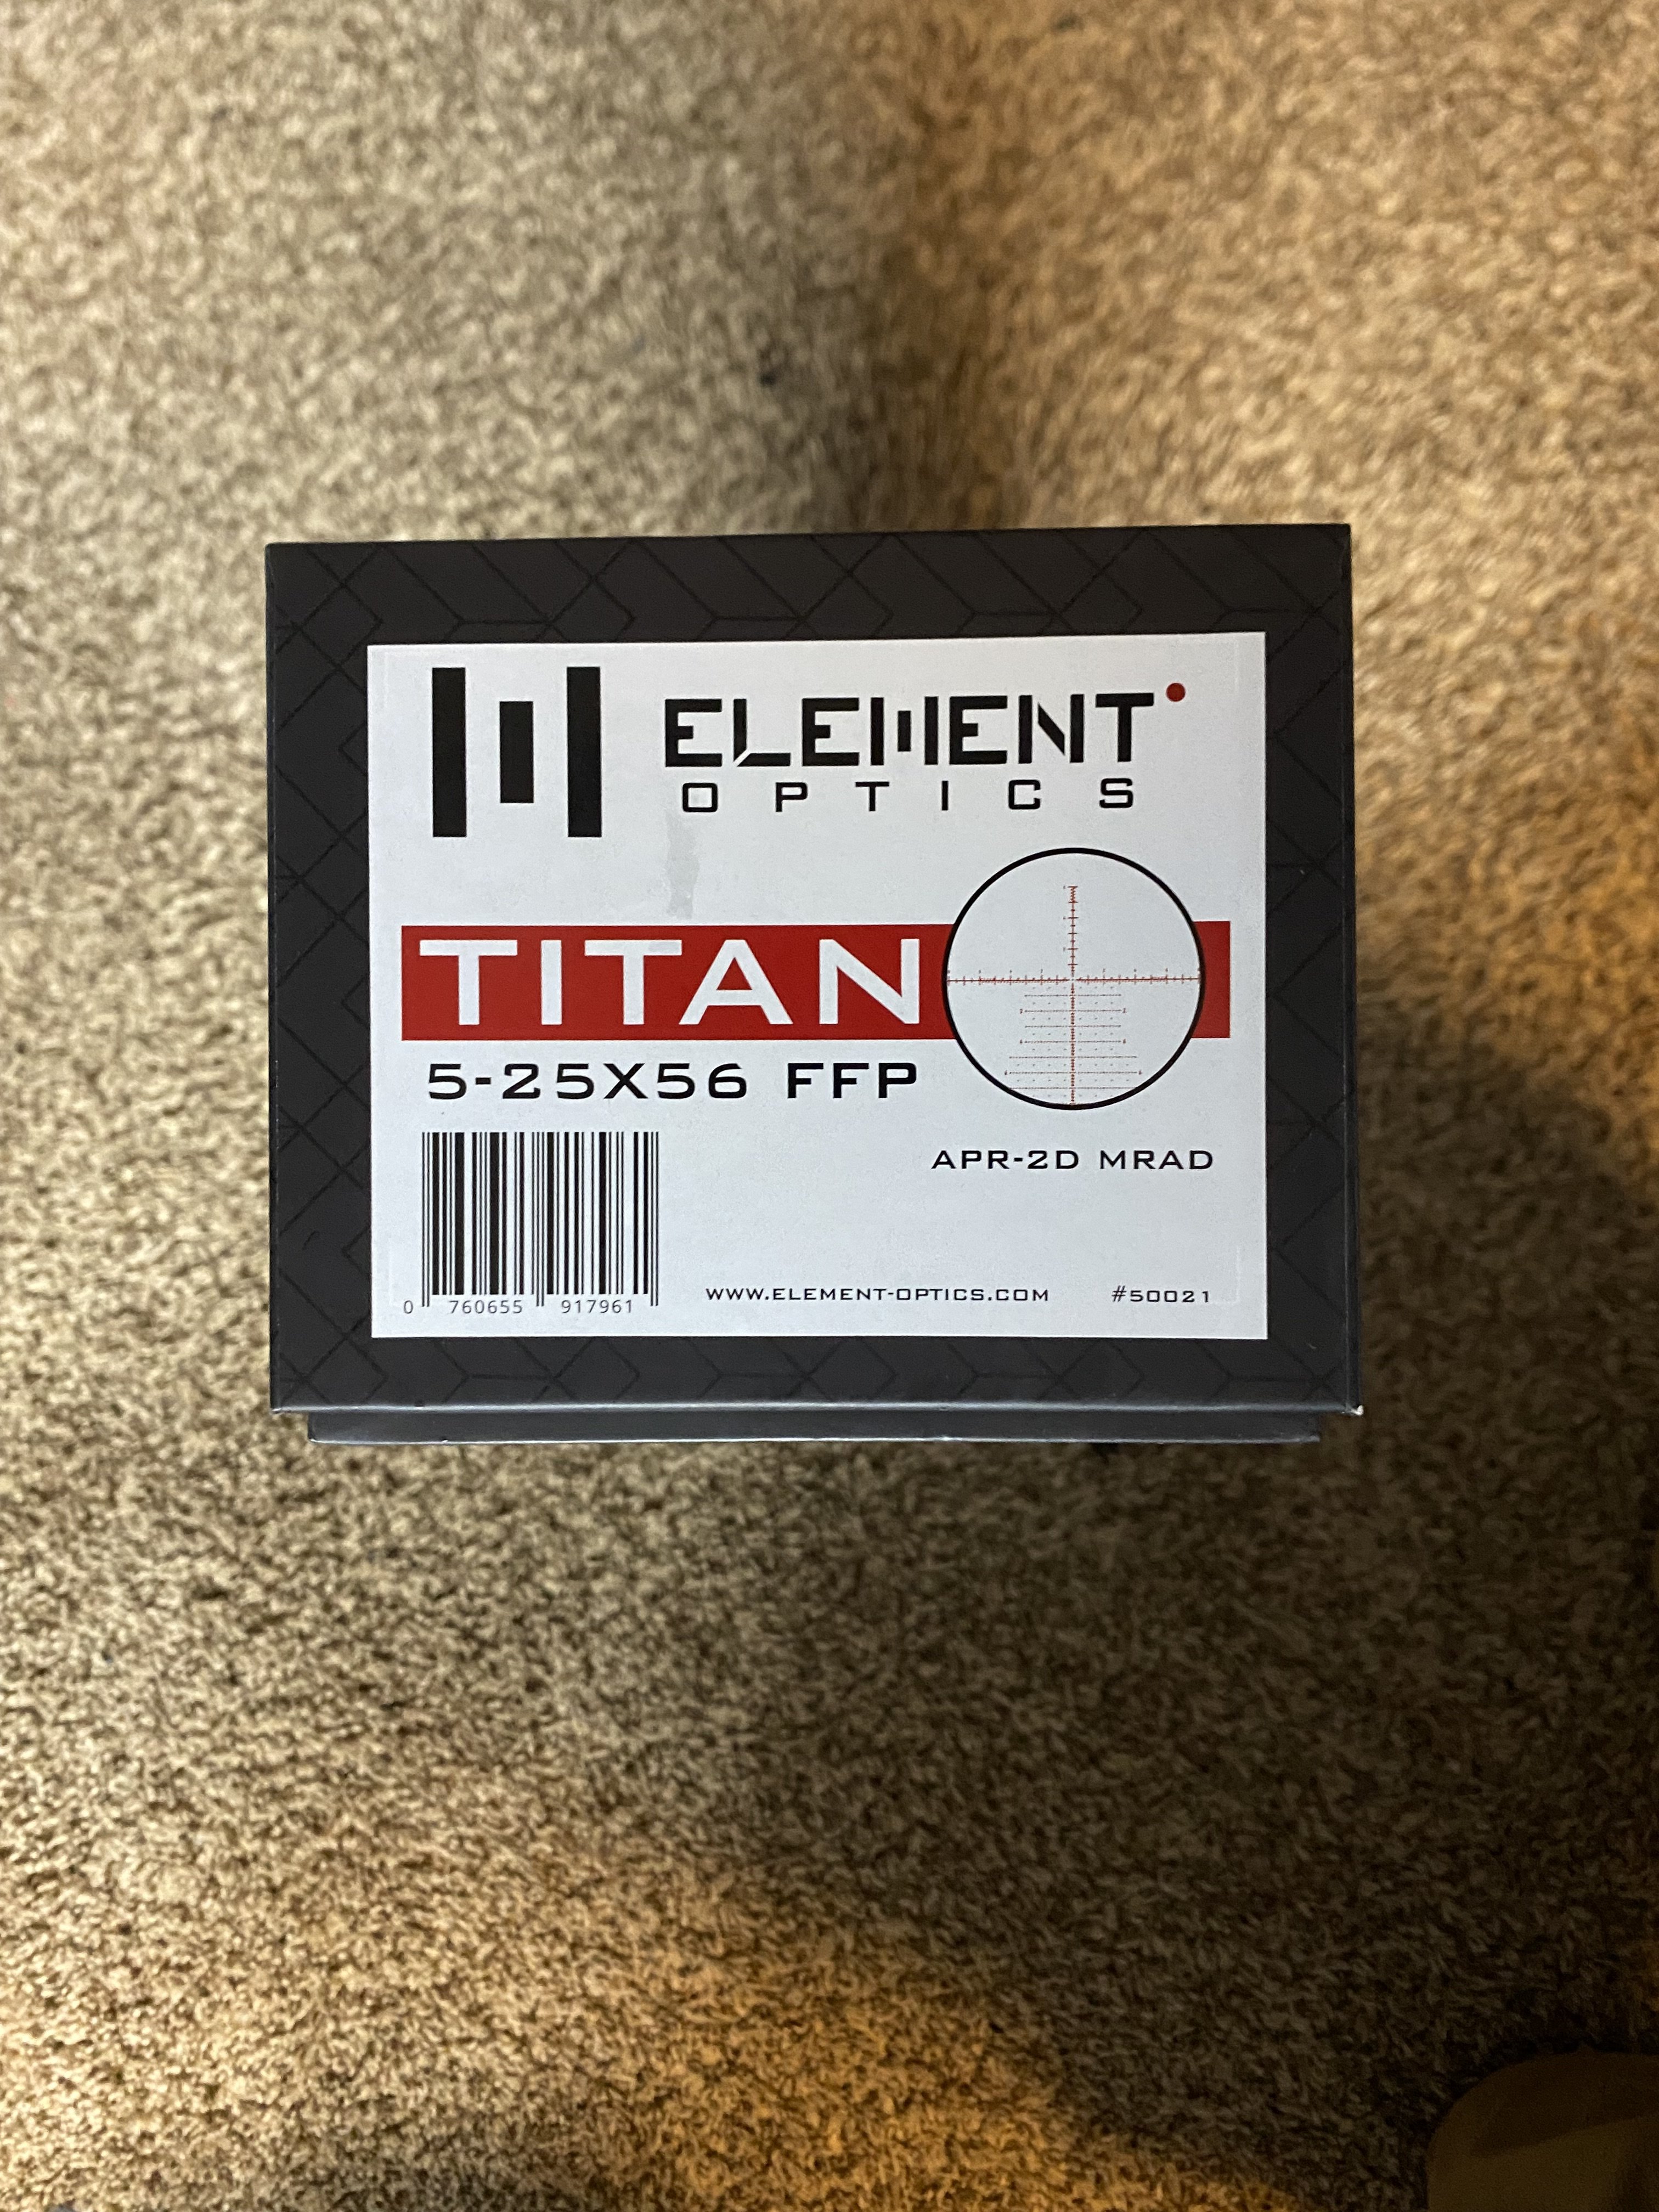 ELEMENT
OPTICS
TITAN
5-25X56 FFP
APR-2D MRAD
0 760655 917961
WWW.ELEMENT-OPTICS.COM #50021